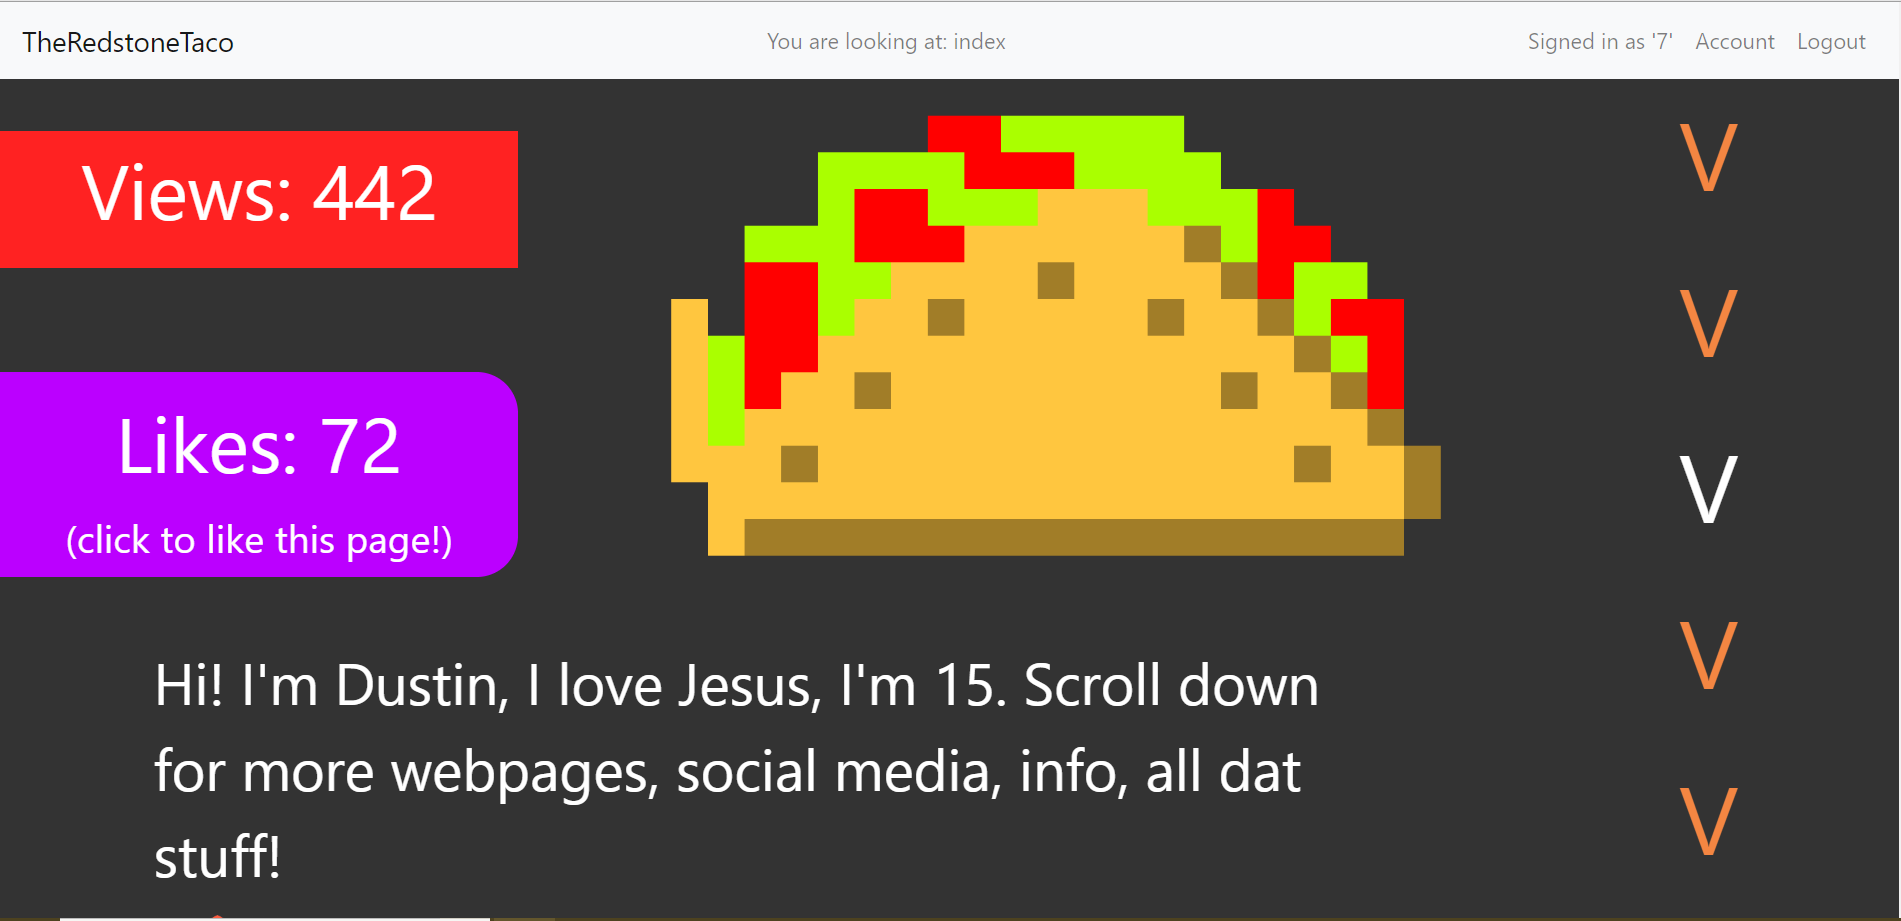 TheRedstoneTaco
You are looking at: index
Signed in as '7' Account Logout
Views: 442
Likes: 72
(click to like this page!)
V
V
V
V
V
Hi! I'm Dustin, I love Jesus, I'm 15. Scroll down
for more webpages, social media, info, all dat
stuff!